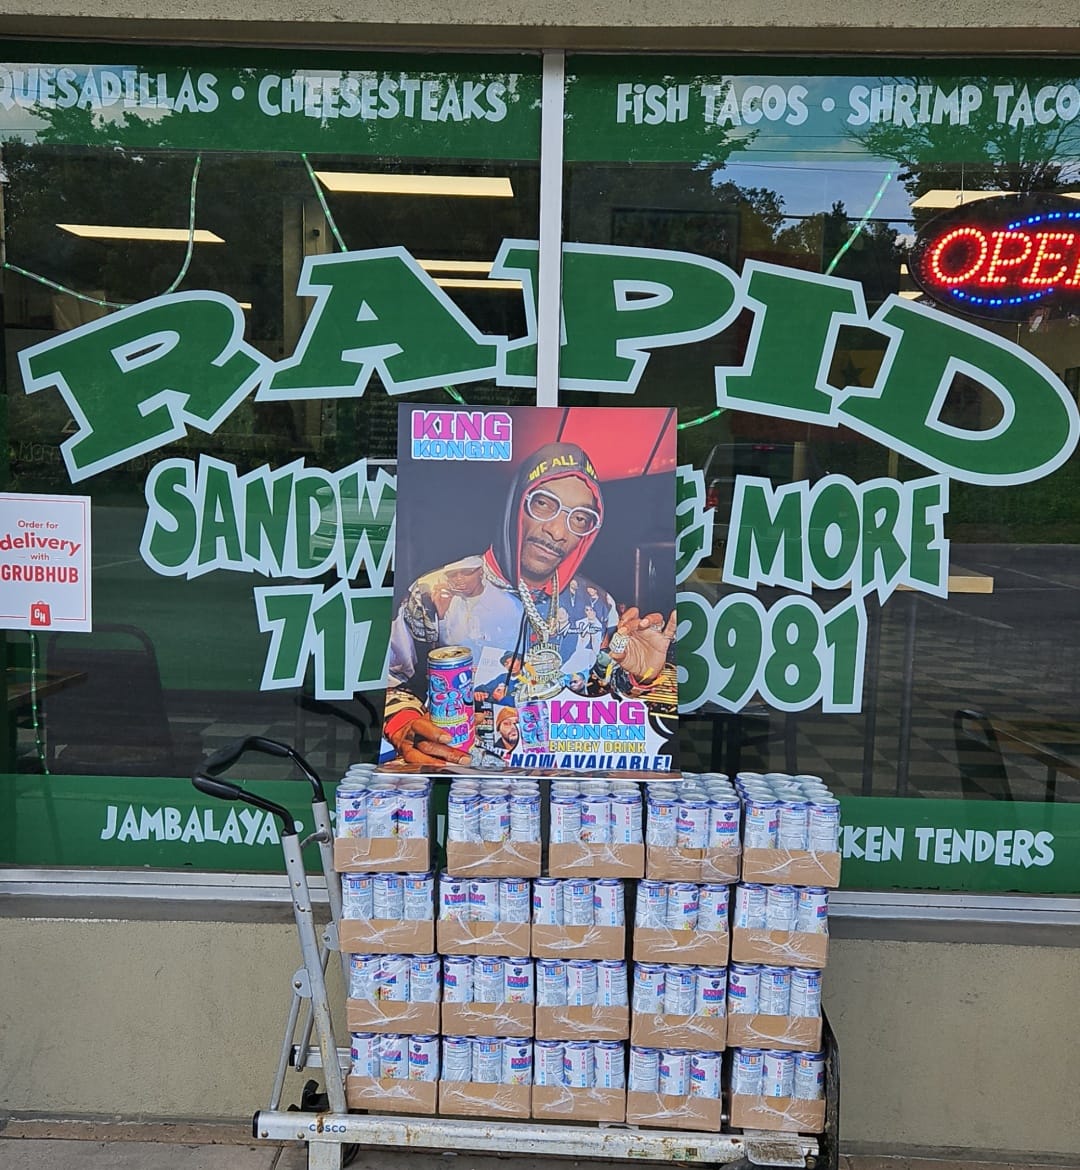 QUESADILLAS • CHEESESTEAKS
FISH TACOS • SHRIMP TACO
OPE
RAPID
SANDW & MORE
717 3981
Order for
delivery
with
GRUBHUB
GH
KING
KONGIN
WE ALL
KING
KONGIN
ENERGY DRINK
NOW AVAILABLE!
JAMBALAYA •
KEN TENDERS
COSCO